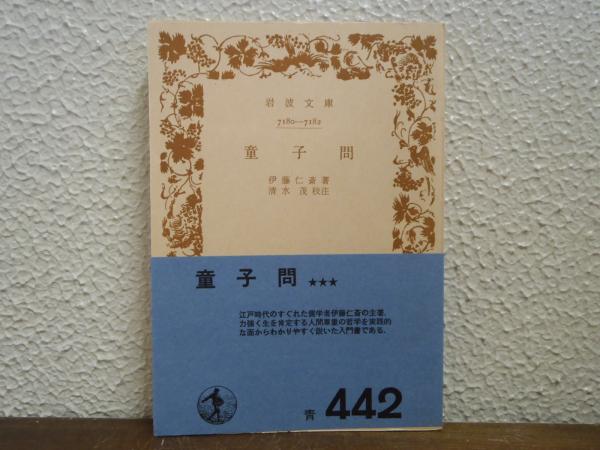 岩波文庫
7180—7182
童子問
伊藤仁斎著
清水茂校注
童子問 ★★★
江戸時代のすぐれた儒学者伊藤仁斎の主著.
力強く生を肯定する人間尊重の哲学を実践的
な面からわかりやすく説いた入門書である.
青 442